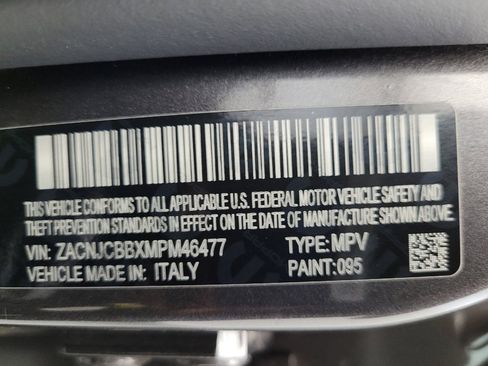 THIS VEHICLE CONFORMS TO ALL APPLICABLE U.S. FEDERAL MOTOR VEHICLE SAFETY AND
THEFT PREVENTION STANDARDS IN EFFECT ON THE DATE OF MANUFACTURE SHOWN ABOVE.
VIN: ZACNJCBBXMPM46477 TYPE: MPV
VEHICLE MADE IN: ITALY PAINT: 095